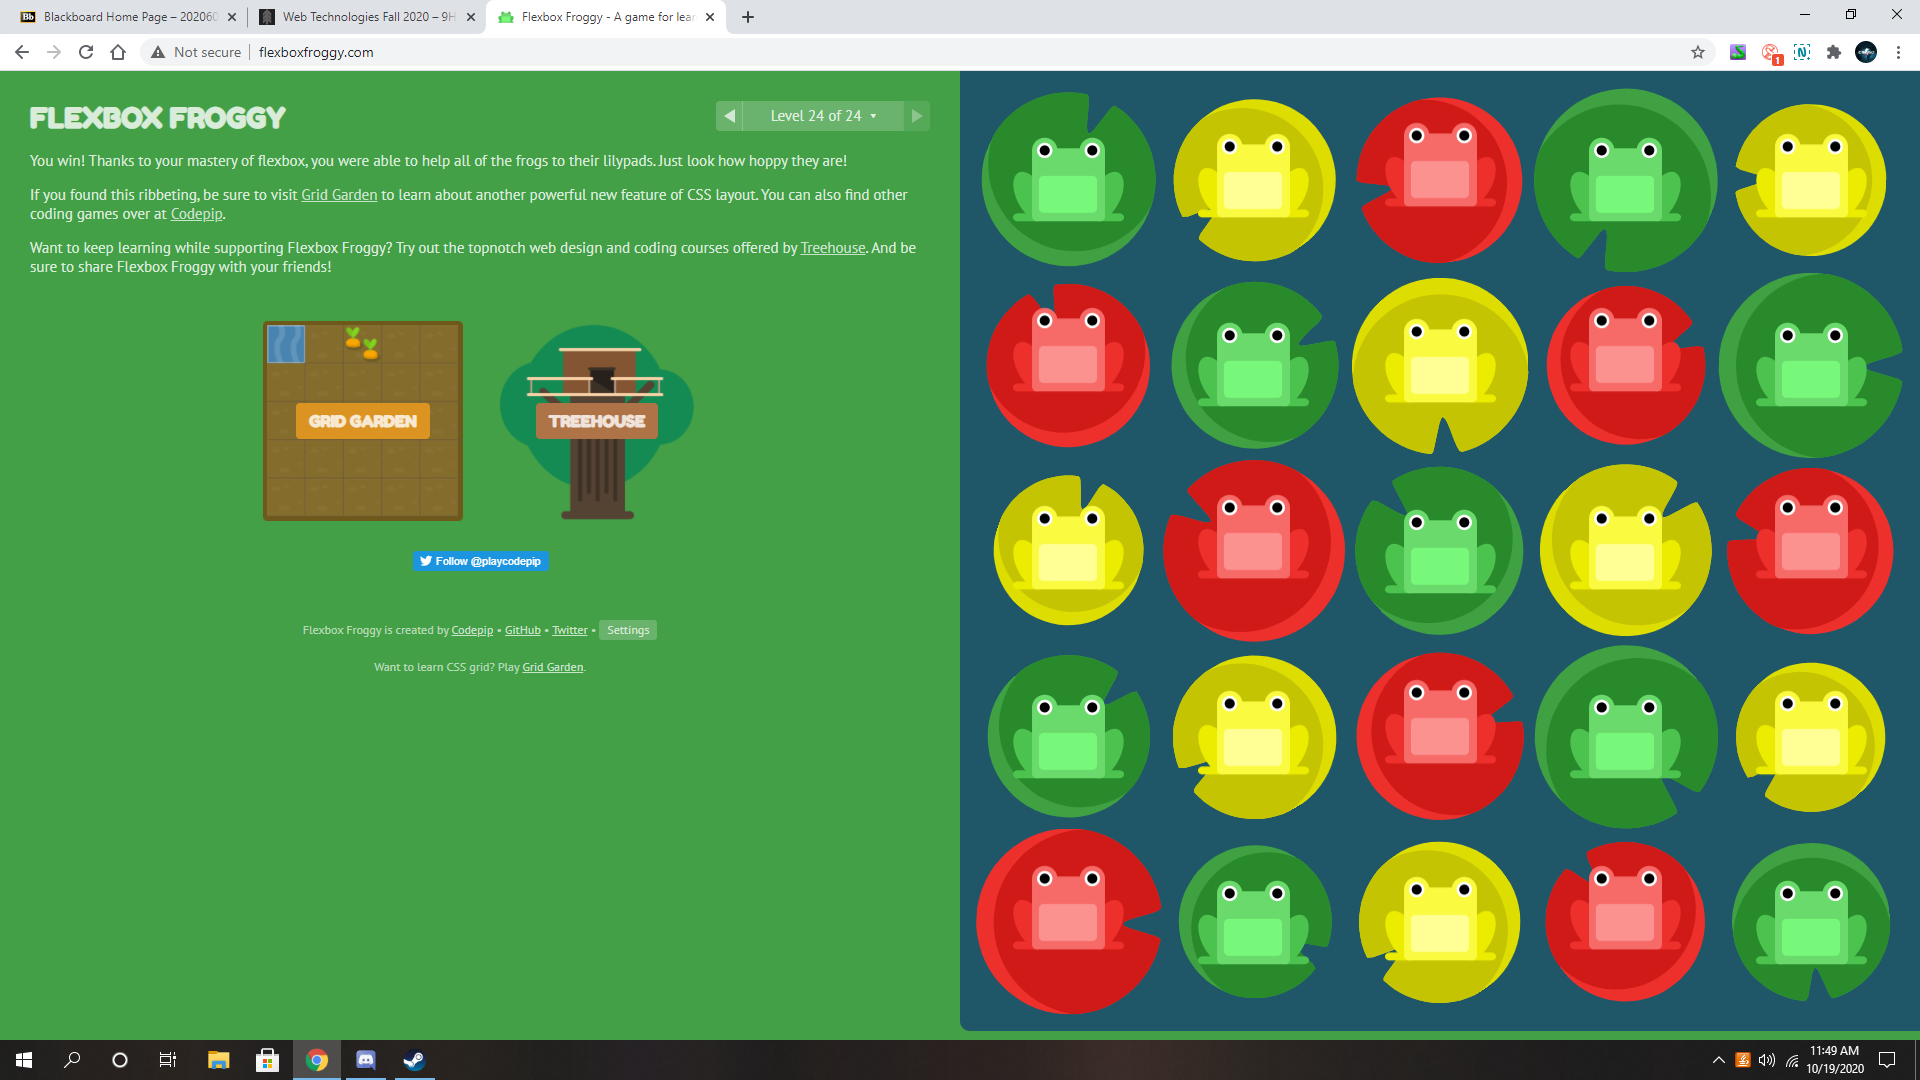 Blackboard Home Page – 202060
Web Technologies Fall 2020 – 9H
Flexbox Froggy - A game for lear
Not secure
flexboxfroggy.com
1
FLEXBOX FROGGY
Level 24 of 24
You win! Thanks to your mastery of flexbox, you were able to help all of the frogs to their lilypads. Just look how hoppy they are!
If you found this ribbeting, be sure to visit Grid Garden to learn about another powerful new feature of CSS layout. You can also find other
coding games over at Codepip.
Want to keep learning while supporting Flexbox Froggy? Try out the topnotch web design and coding courses offered by Treehouse. And be
sure to share Flexbox Froggy with your friends!
GRID GARDEN
TREEHOUSE
Follow @playcodepip
Flexbox Froggy is created by Codepip • GitHub • Twitter • Settings
Want to learn CSS grid? Play Grid Garden.
11:49 AM
10/19/2020